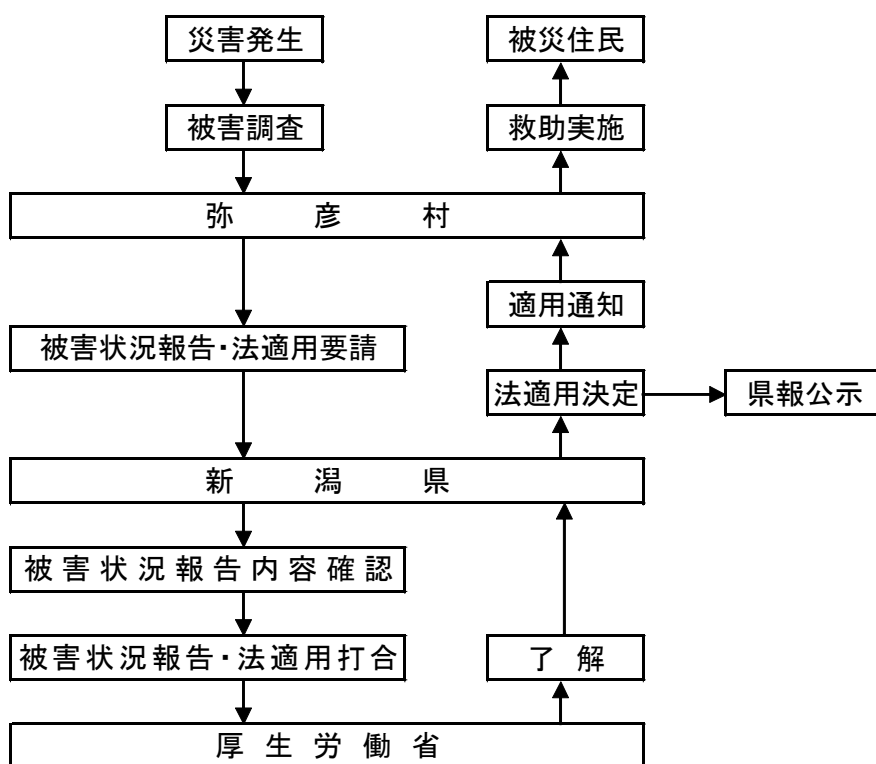 災害発生
被災住民
被害調査
救助実施
弥彦村
適用通知
被害状況報告・法適用要請
法適用決定
県報公示
新潟県
被害状況報告内容確認
被害状況報告・法適用打合
了解
厚生労働省